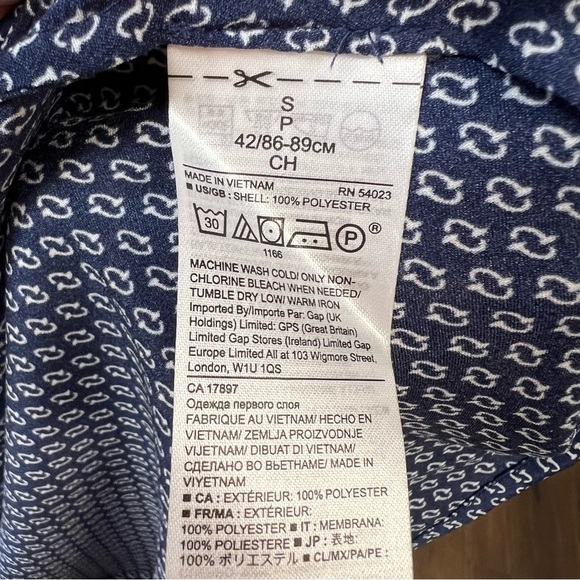 S
P
42/86-89CM
CH
MADE IN VIETNAM RN 54023
■ US/GB : SHELL: 100% POLYESTER
30 P ®
1166
MACHINE WASH COLD/ ONLY NON-
CHLORINE BLEACH WHEN NEEDED/
TUMBLE DRY LOW/ WARM IRON
Imported By/Importe Par: Gap (UK
Holdings) Limited: GPS (Great Britain)
Limited Gap Stores (Ireland) Limited Gap
Europe Limited All at 103 Wigmore Street,
London, W1U 1QS
CA 17897
Одежда первого слоя
FABRIQUE AU VIETNAM/ HECHO EN
VIETNAM/ ZEMLJA PROIZVODNJE
VIJETNAM/ DIBUAT DI VIETNAM/
СДЕЛАНО ВО ВЬЕТНАМЕ/ MADE IN
VIYETNAM
■ CA : EXTÉRIEUR: 100% POLYESTER
■ FR/MA : EXTÉRIEUR:
100% POLYESTER ■ IT : MEMBRANA:
100% POLIESTERE ■ JP : 表地:
100% ポリエステル ■ CL/MX/PA/PE :